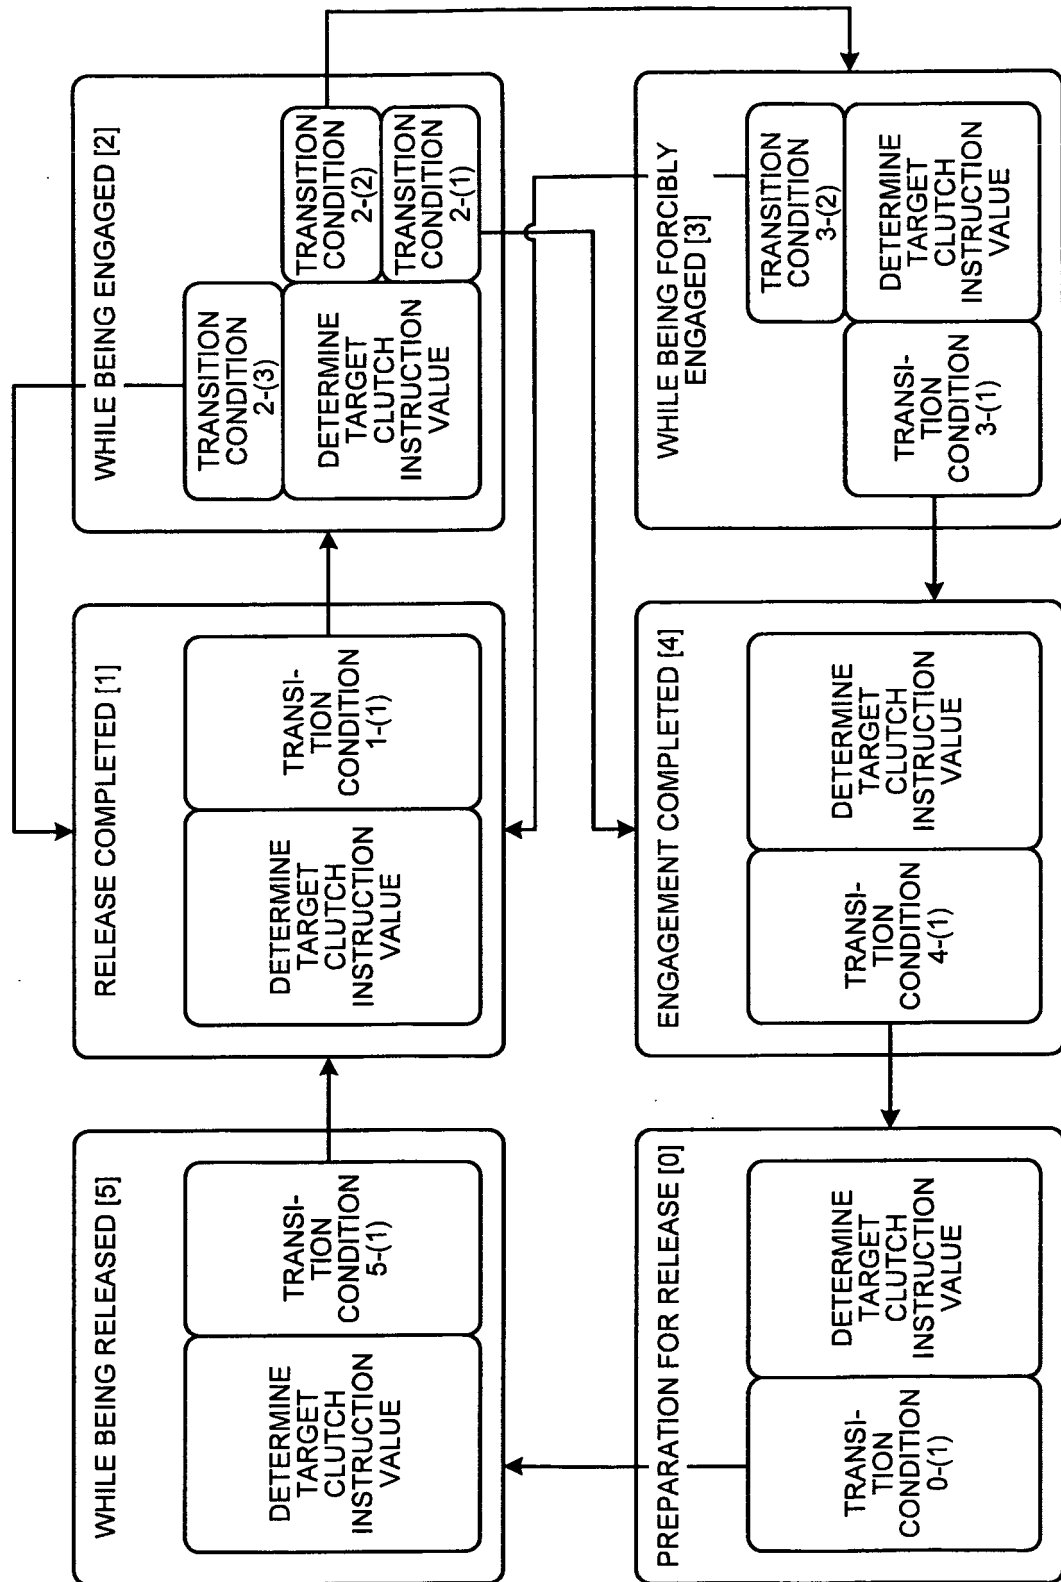 WHILE BEING RELEASED [5]
DETERMINE
TARGET
CLUTCH
INSTRUCTION
VALUE
TRANSI-
TION
CONDITION
5-(1)
RELEASE COMPLETED [1]
DETERMINE
TARGET
CLUTCH
INSTRUCTION
VALUE
TRANSI-
TION
CONDITION
1-(1)
WHILE BEING ENGAGED [2]
TRANSITION
CONDITION
2-(3)
DETERMINE
TARGET
CLUTCH
INSTRUCTION
VALUE
TRANSITION
CONDITION
2-(2)
TRANSITION
CONDITION
2-(1)
PREPARATION FOR RELEASE [0]
TRANSI-
TION
CONDITION
0-(1)
DETERMINE
TARGET
CLUTCH
INSTRUCTION
VALUE
ENGAGEMENT COMPLETED [4]
TRANSI-
TION
CONDITION
4-(1)
DETERMINE
TARGET
CLUTCH
INSTRUCTION
VALUE
WHILE BEING FORCIBLY
ENGAGED [3]
TRANSITION
CONDITION
3-(2)
TRANSI-
TION
CONDITION
3-(1)
DETERMINE
TARGET
CLUTCH
INSTRUCTION
VALUE